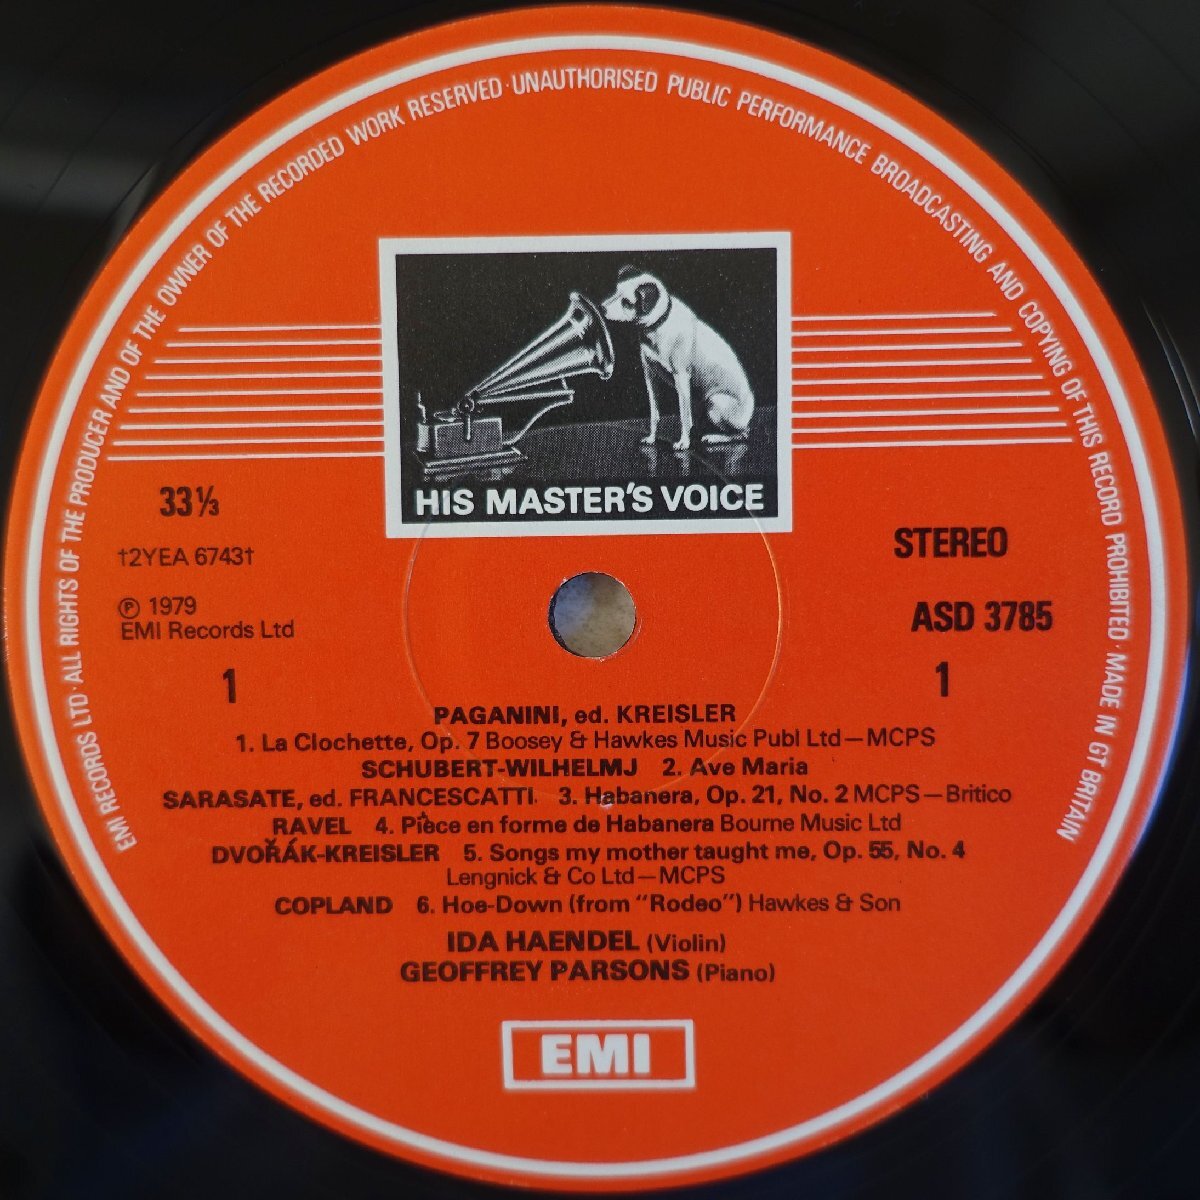 EMI RECORDS LTD · ALL RIGHTS OF THE PRODUCER AND OF THE OWNER OF THE RECORDED WORK RESERVED · UNAUTHORISED PUBLIC PERFORMANCE BROADCASTING AND COPYING OF THIS RECORD PROHIBITED · MADE IN GT BRITAIN
HIS MASTER'S VOICE
33⅓
†2YEA 6743†
℗ 1979
EMI Records Ltd
1
STEREO
ASD 3785
1
PAGANINI, ed. KREISLER
1. La Clochette, Op. 7 Boosey & Hawkes Music Publ Ltd—MCPS
SCHUBERT-WILHELMJ 2. Ave Maria
SARASATE, ed. FRANCESCATTI 3. Habanera, Op. 21, No. 2 MCPS—Britico
RAVEL 4. Pièce en forme de Habanera Bourne Music Ltd
DVOŘÁK-KREISLER 5. Songs my mother taught me, Op. 55, No. 4
Lengnick & Co Ltd—MCPS
COPLAND 6. Hoe-Down (from "Rodeo") Hawkes & Son
IDA HAENDEL (Violin)
GEOFFREY PARSONS (Piano)
EMI